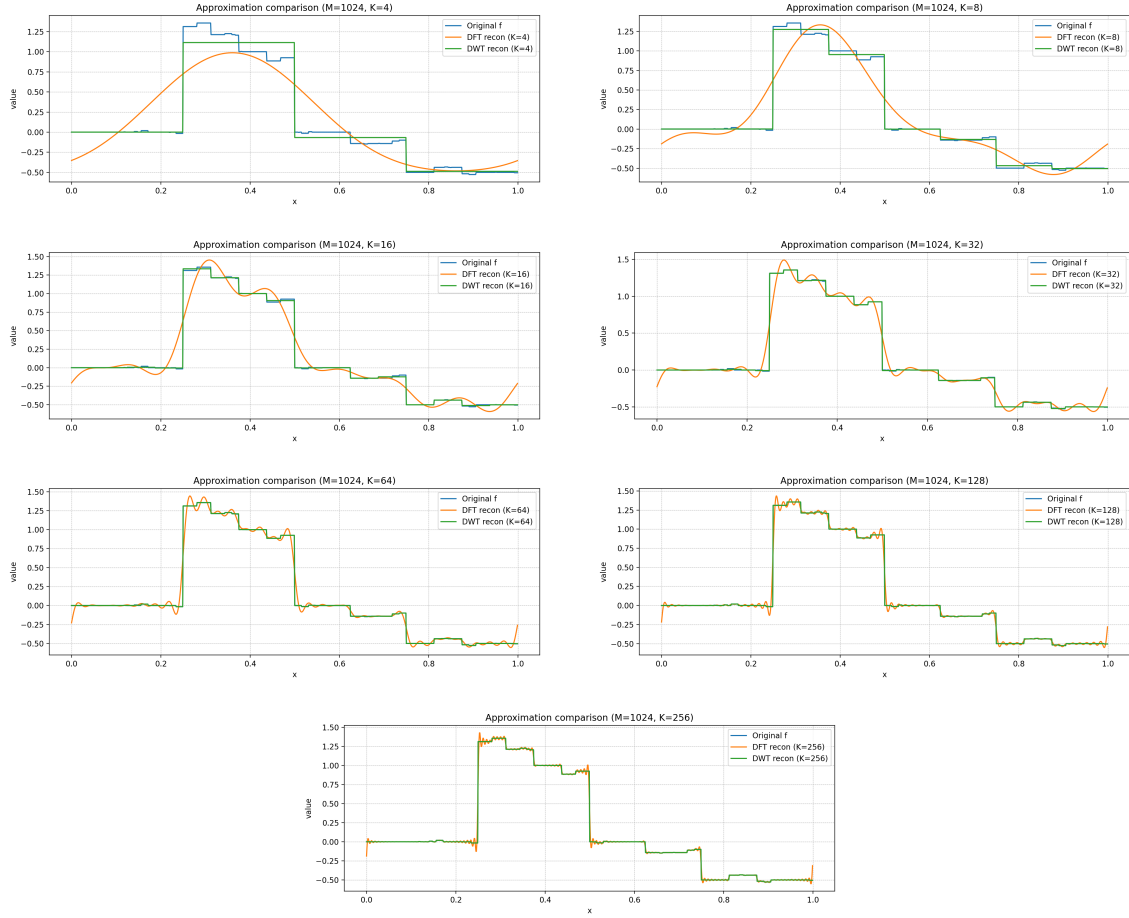 Approximation comparison (M=1024, K=4)
1.25
1.00
0.75
0.50
0.25
0.00
−0.25
−0.50
value
Original f
DFT recon (K=4)
DWT recon (K=4)
0.0 0.2 0.4 0.6 0.8 1.0
x
Approximation comparison (M=1024, K=8)
1.25
1.00
0.75
0.50
0.25
0.00
−0.25
−0.50
value
Original f
DFT recon (K=8)
DWT recon (K=8)
0.0 0.2 0.4 0.6 0.8 1.0
x
Approximation comparison (M=1024, K=16)
1.50
1.25
1.00
0.75
0.50
0.25
0.00
−0.25
−0.50
value
Original f
DFT recon (K=16)
DWT recon (K=16)
0.0 0.2 0.4 0.6 0.8 1.0
x
Approximation comparison (M=1024, K=32)
1.5
1.0
0.5
0.0
−0.5
value
Original f
DFT recon (K=32)
DWT recon (K=32)
0.0 0.2 0.4 0.6 0.8 1.0
x
Approximation comparison (M=1024, K=64)
1.50
1.25
1.00
0.75
0.50
0.25
0.00
−0.25
−0.50
value
Original f
DFT recon (K=64)
DWT recon (K=64)
0.0 0.2 0.4 0.6 0.8 1.0
x
Approximation comparison (M=1024, K=128)
1.50
1.25
1.00
0.75
0.50
0.25
0.00
−0.25
−0.50
value
Original f
DFT recon (K=128)
DWT recon (K=128)
0.0 0.2 0.4 0.6 0.8 1.0
x
Approximation comparison (M=1024, K=256)
1.50
1.25
1.00
0.75
0.50
0.25
0.00
−0.25
−0.50
value
Original f
DFT recon (K=256)
DWT recon (K=256)
0.0 0.2 0.4 0.6 0.8 1.0
x